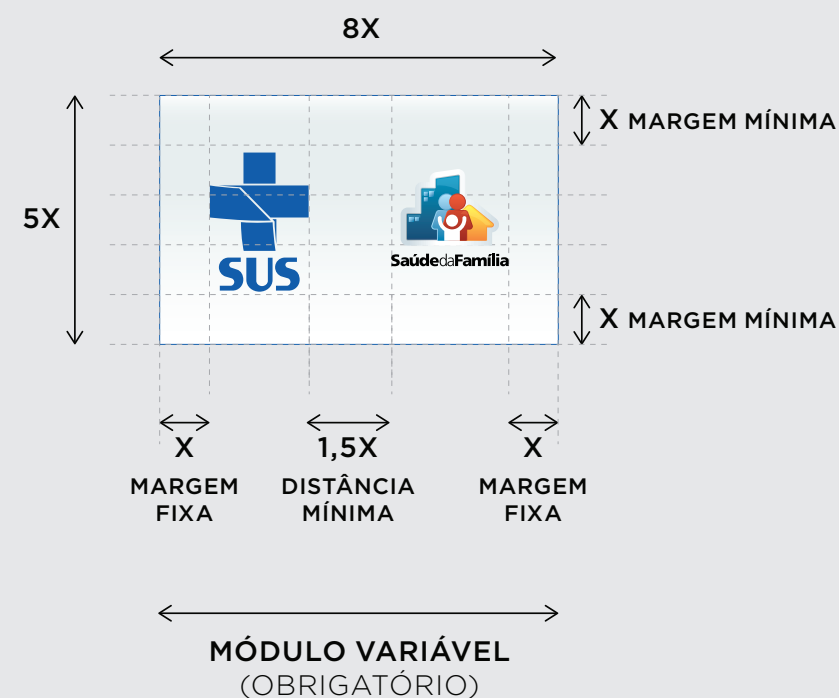 8X
X MARGEM MÍNIMA
5X
SUS
SaúdedaFamília
X MARGEM MÍNIMA
X
MARGEM
FIXA
1,5X
DISTÂNCIA
MÍNIMA
X
MARGEM
FIXA
MÓDULO VARIÁVEL
(OBRIGATÓRIO)